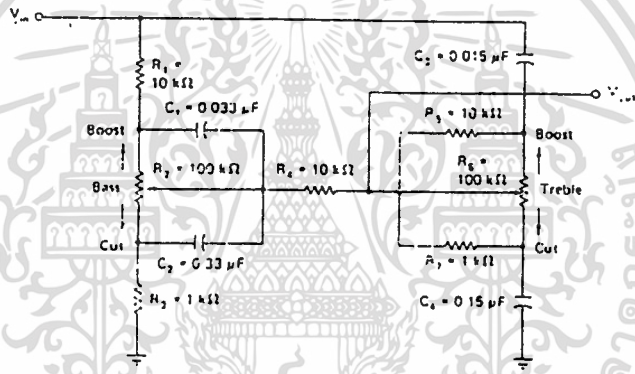 V in
R₁ =
10 kΩ
C₃ = 0.015 µF
V out
C₁ = 0.033 µF
R₅ = 10 kΩ
Boost
Boost
R₂ = 100 kΩ
R₄ = 10 kΩ
R₆ =
100 kΩ
Bass
Treble
Cut
Cut
C₂ = 0.33 µF
R₇ = 1 kΩ
R₃ = 1 kΩ
C₄ = 0.15 µF